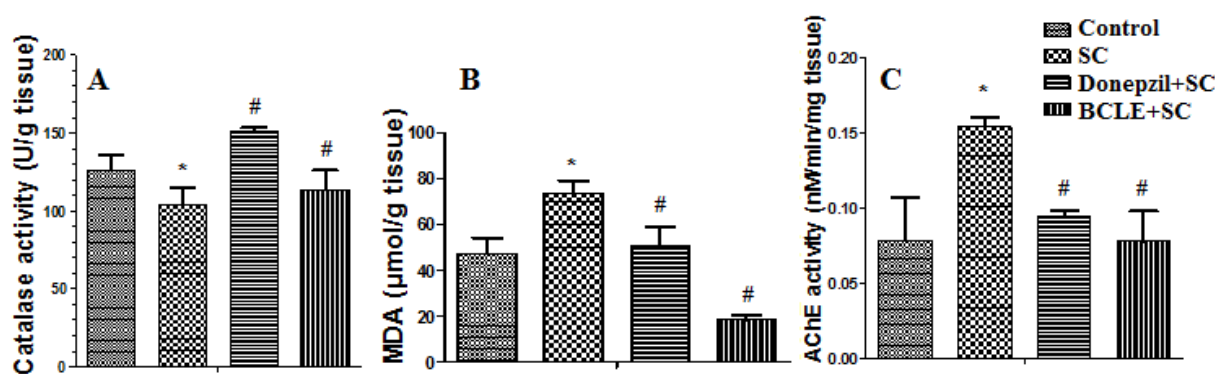 A
Catalase activity (U/g tissue)
200
150
100
50
0
*
#
#
B
MDA (µmol/g tissue)
100
80
60
40
20
0
*
#
#
C
AChE activity (nM/min/mg tissue)
0.20
0.15
0.10
0.05
0.00
*
#
#
Control
SC
Donepzil+SC
BCLE+SC